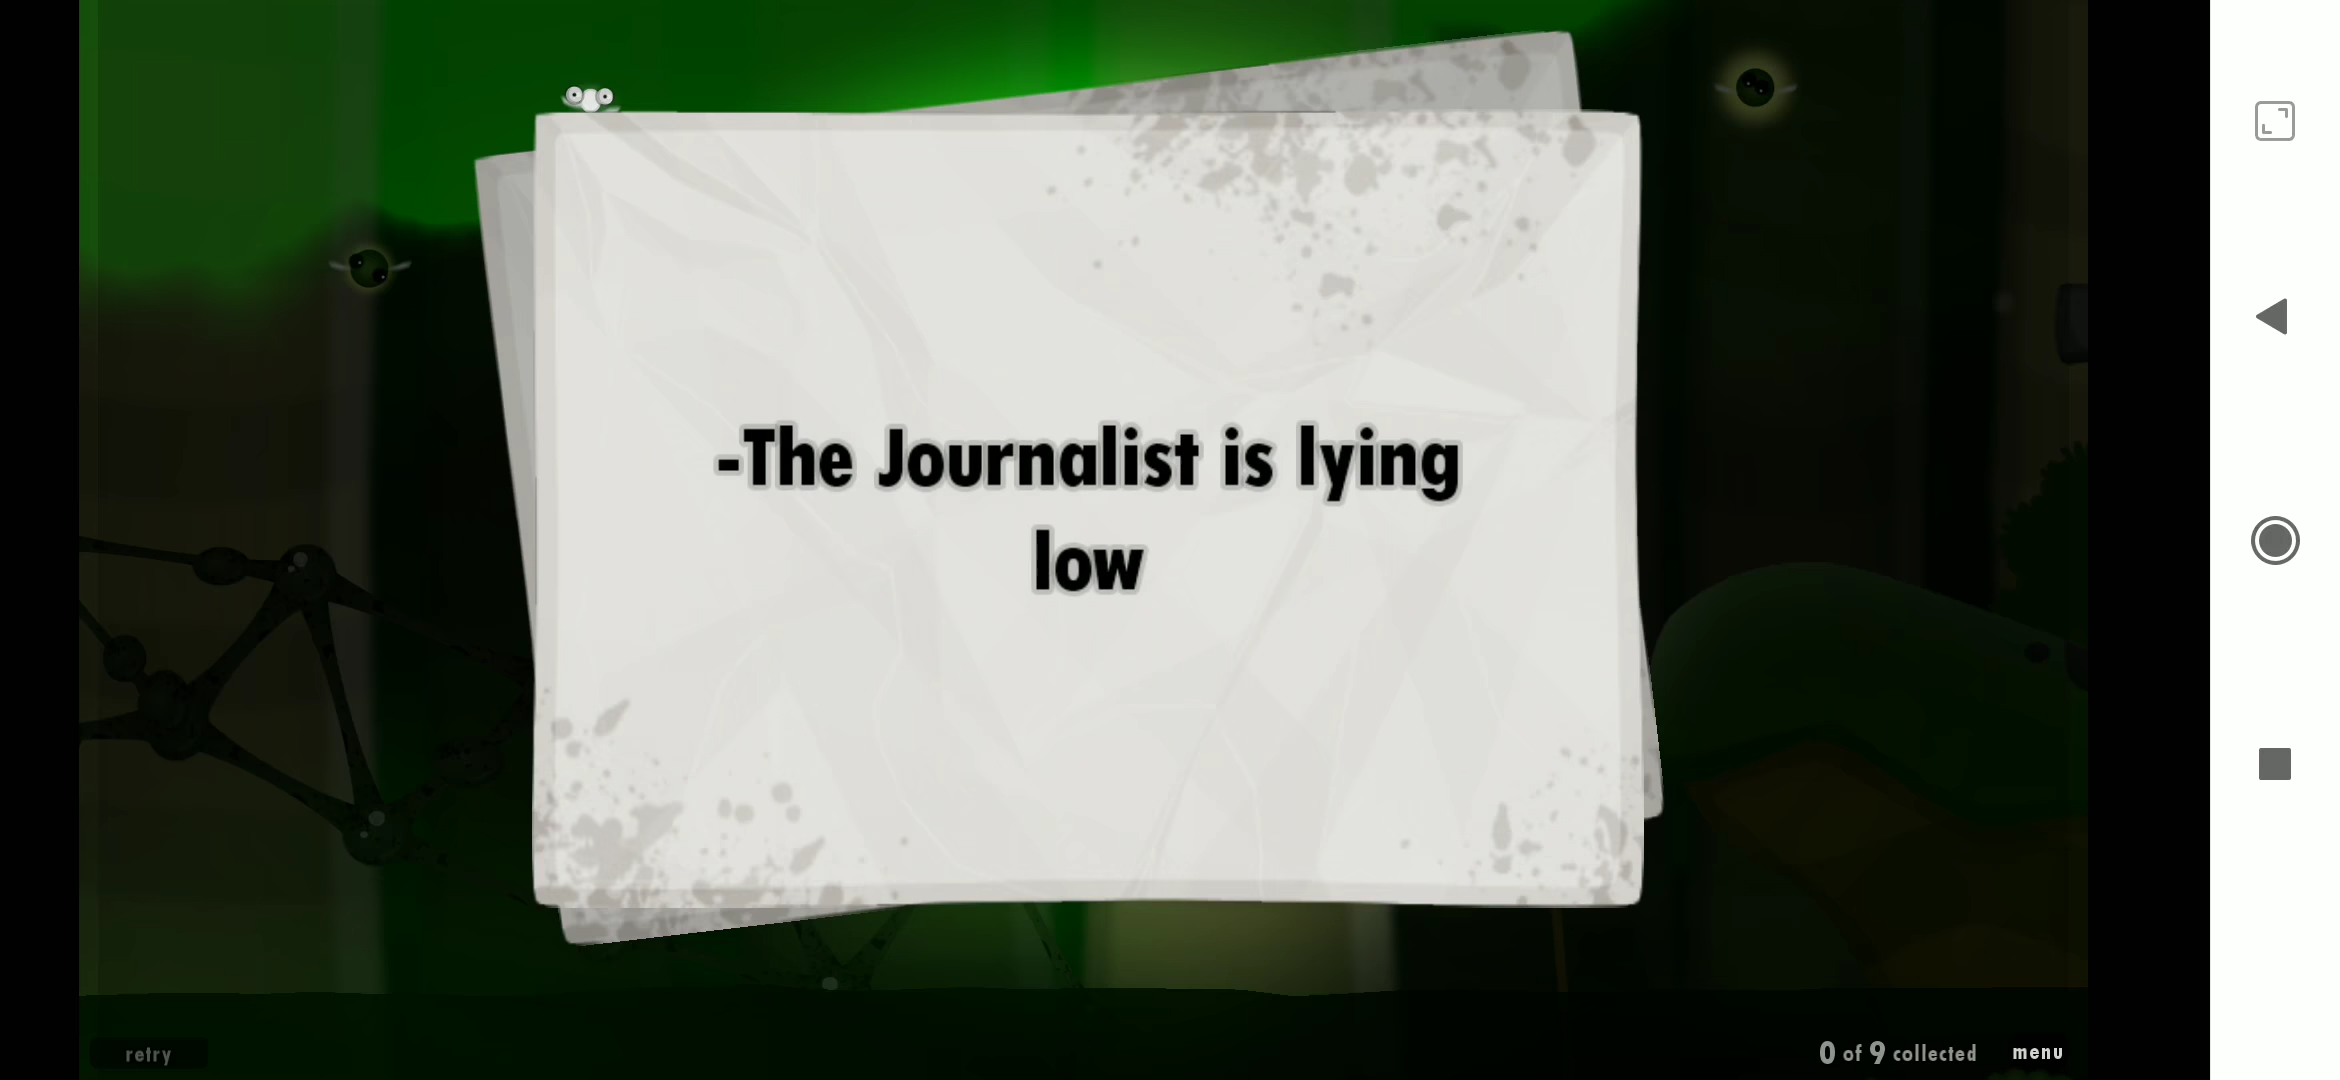 -The Journalist is lying
low
retry
0 of 9 collected
menu